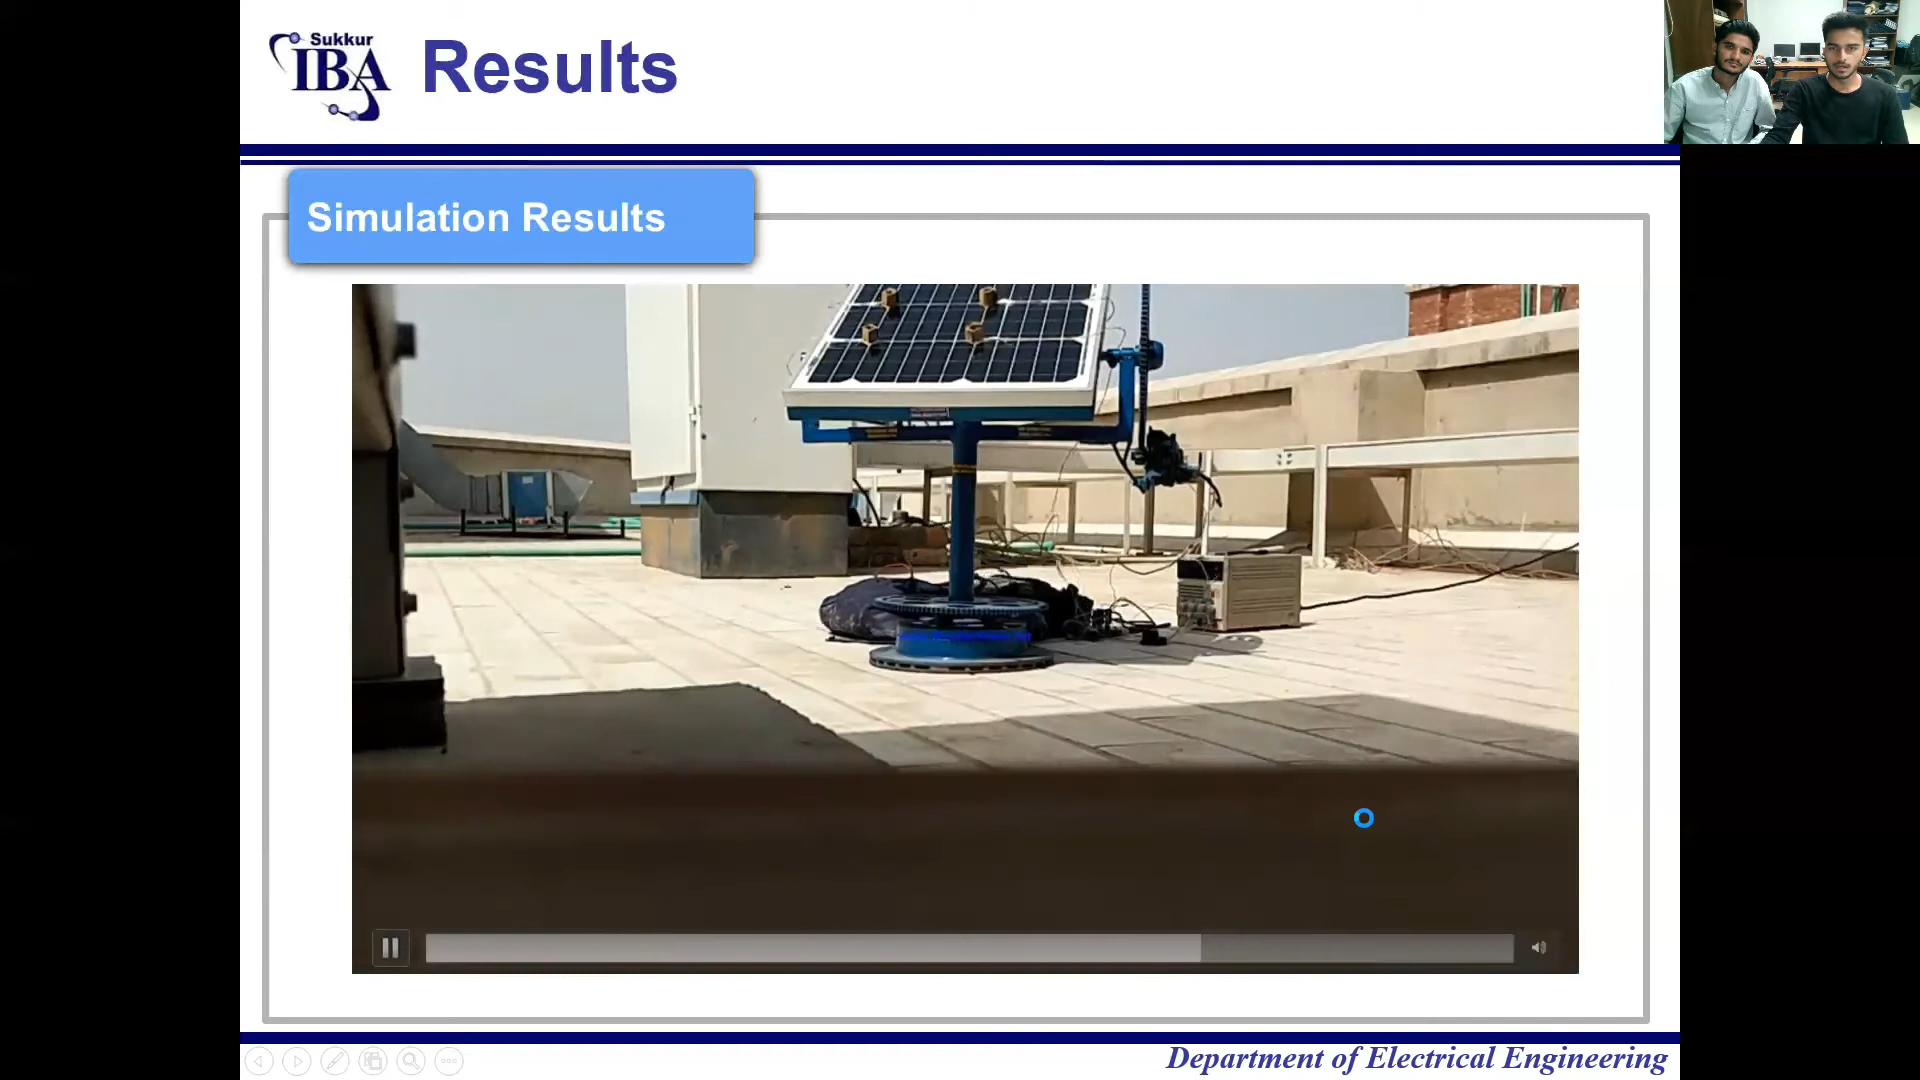 Sukkur
IBA
Results
Simulation Results
Department of Electrical Engineering